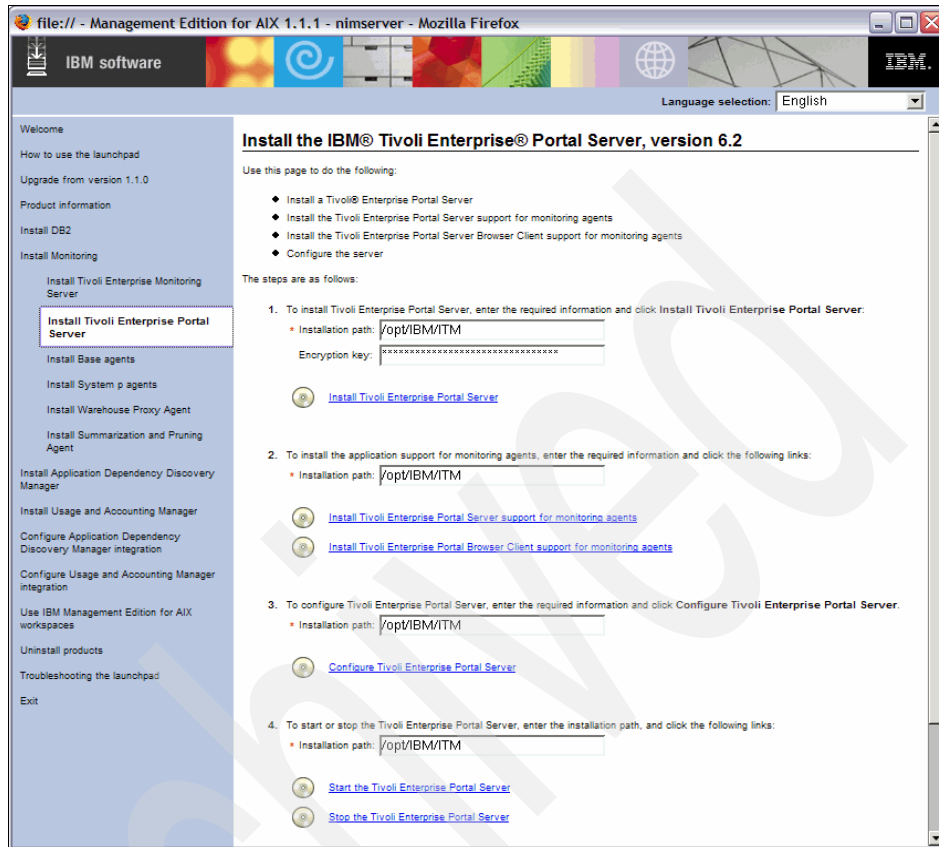 file:// - Management Edition for AIX 1.1.1 - nimserver - Mozilla Firefox
IBM software
IBM.
Language selection: English
Welcome
How to use the launchpad
Upgrade from version 1.1.0
Product information
Install DB2
Install Monitoring
Install Tivoli Enterprise Monitoring
Server
Install Tivoli Enterprise Portal
Server
Install Base agents
Install System p agents
Install Warehouse Proxy Agent
Install Summarization and Pruning
Agent
Install Application Dependency Discovery
Manager
Install Usage and Accounting Manager
Configure Application Dependency
Discovery Manager integration
Configure Usage and Accounting Manager
integration
Use IBM Management Edition for AIX
workspaces
Uninstall products
Troubleshooting the launchpad
Exit
Install the IBM® Tivoli Enterprise® Portal Server, version 6.2
Use this page to do the following:
◆ Install a Tivoli® Enterprise Portal Server
◆ Install the Tivoli Enterprise Portal Server support for monitoring agents
◆ Install the Tivoli Enterprise Portal Server Browser Client support for monitoring agents
◆ Configure the server
The steps are as follows:
1. To install Tivoli Enterprise Portal Server, enter the required information and click Install Tivoli Enterprise Portal Server:
* Installation path: /opt/IBM/ITM
Encryption key: ********************************
Install Tivoli Enterprise Portal Server
2. To install the application support for monitoring agents, enter the required information and click the following links:
* Installation path: /opt/IBM/ITM
Install Tivoli Enterprise Portal Server support for monitoring agents
Install Tivoli Enterprise Portal Browser Client support for monitoring agents
3. To configure Tivoli Enterprise Portal Server, enter the required information and click Configure Tivoli Enterprise Portal Server.
* Installation path: /opt/IBM/ITM
Configure Tivoli Enterprise Portal Server
4. To start or stop the Tivoli Enterprise Portal Server, enter the installation path, and click the following links:
* Installation path: /opt/IBM/ITM
Start the Tivoli Enterprise Portal Server
Stop the Tivoli Enterprise Portal Server